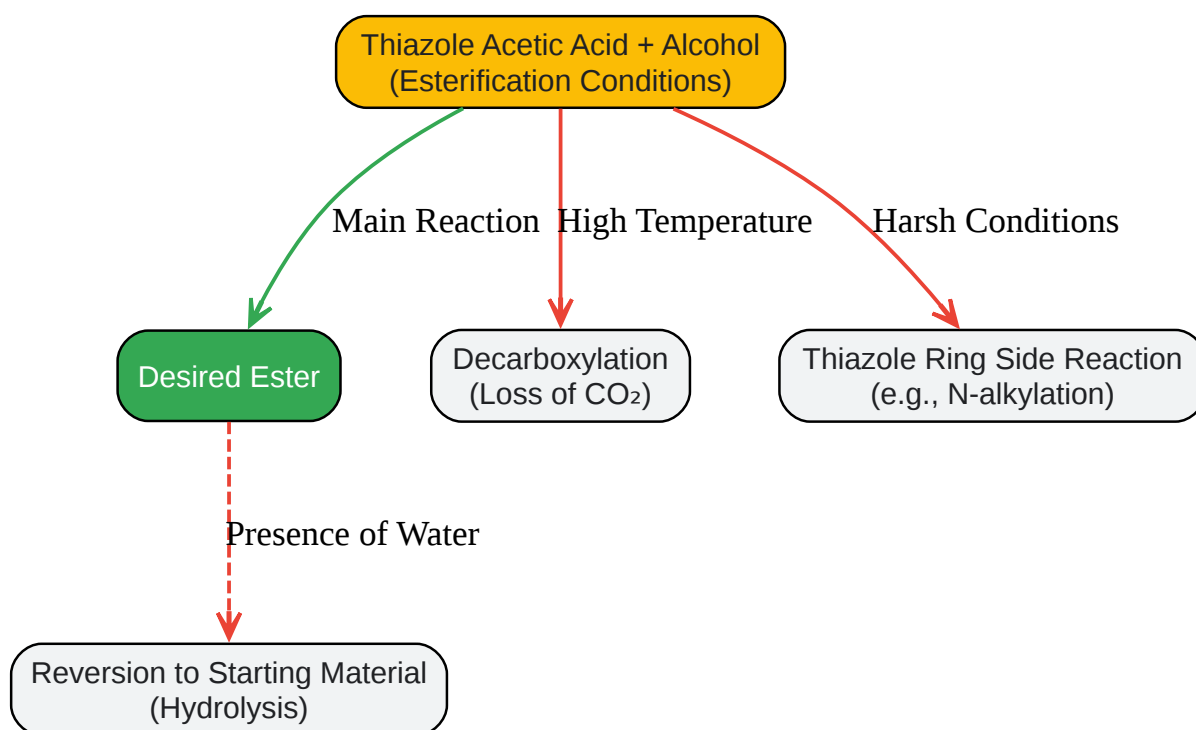 Thiazole Acetic Acid + Alcohol
(Esterification Conditions)
Main Reaction
High Temperature
Harsh Conditions
Desired Ester
Decarboxylation
(Loss of CO₂)
Thiazole Ring Side Reaction
(e.g., N-alkylation)
Presence of Water
Reversion to Starting Material
(Hydrolysis)